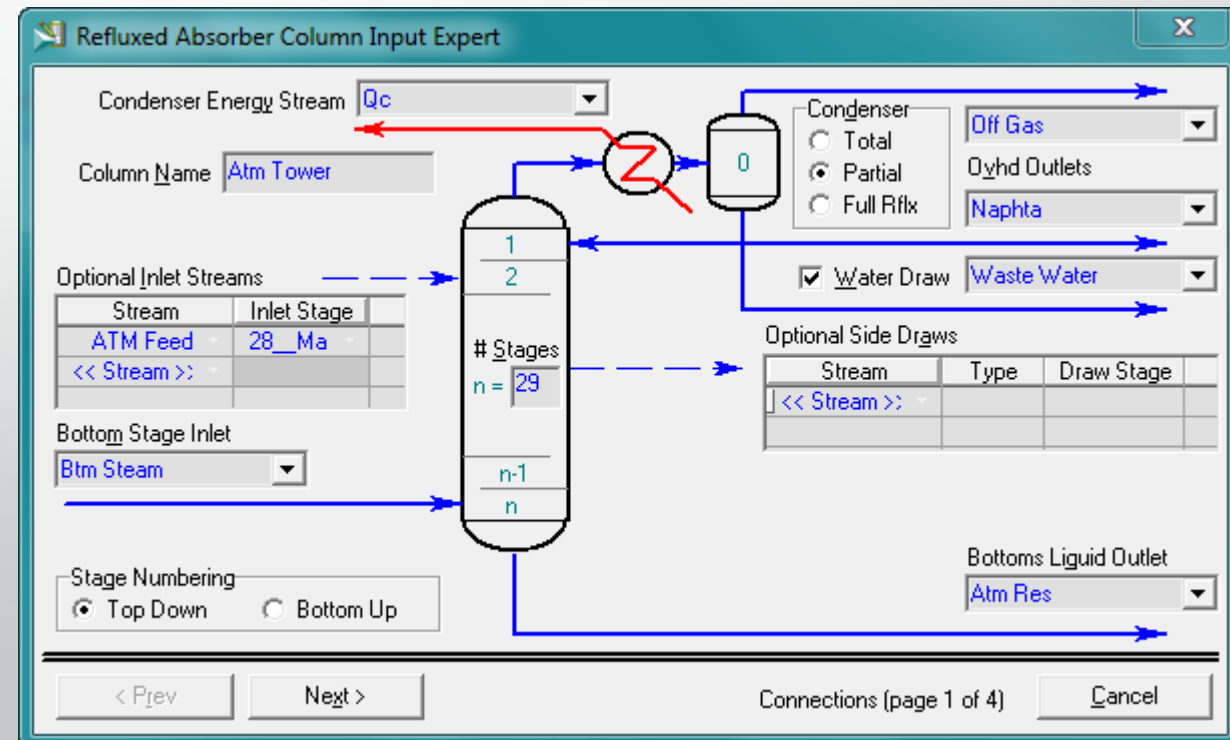 Refluxed Absorber Column Input Expert
Condenser Energy Stream Qc
Column Name Atm Tower
0
Condenser
Total
Partial
Full Rflx
Off Gas
Ovhd Outlets
Naphta
Water Draw Waste Water
Optional Inlet Streams
Stream Inlet Stage
ATM Feed 28__Ma
<< Stream >>
1
2
# Stages
n = 29
n-1
n
Optional Side Draws
Stream Type Draw Stage
<< Stream >>
Bottom Stage Inlet
Btm Steam
Stage Numbering
Top Down Bottom Up
Bottoms Liquid Outlet
Atm Res
< Prev Next > Connections (page 1 of 4) Cancel